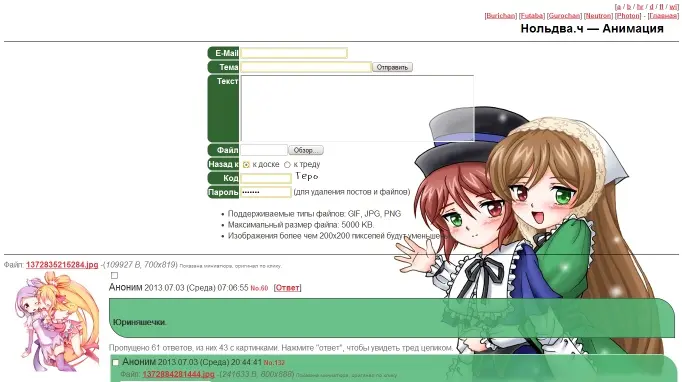 [a / b / hr / d / fl / wi]
[Burichan] [Futaba] [Gurochan] [Neutron] [Photon] - [Главная]
Нольдва.ч — Анимация
E-Mail
Тема Отправить
Текст
Файл Обзор...
Назад к к доске к треду
Код Геро
Пароль ••••••• (для удаления постов и файлов)
• Поддерживаемые типы файлов: GIF, JPG, PNG
• Максимальный размер файла: 5000 KB.
• Изображения более чем 200x200 пикселей будут уменьшены
Файл: 1372835215284.jpg -(109927 B, 700x819) Показана миниатюра, оригинал по клику.
Аноним 2013.07.03 (Среда) 07:06:55 No.60 [Ответ]
Юриняшечки.
Пропущено 61 ответов, из них 43 с картинками. Нажмите "ответ", чтобы увидеть тред целиком.
Аноним 2013.07.03 (Среда) 20:44:41 No.132
Файл: 1372884281444.jpg -(241633 B, 800x688) Показана миниатюра, оригинал по клику.